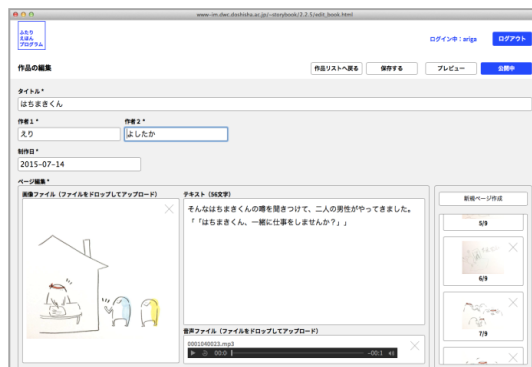 www-im.dwc.doshisha.ac.jp/~storybook/2.2.5/edit_book.html
ふたり
えほん
プログラム
ログイン中:ariga
ログアウト
作品の編集
作品リストへ戻る
保存する
プレビュー
公開中
タイトル*
はちまきくん
作者1* 作者2*
えり よしたか
制作日*
2015-07-14
ページ編集*
画像ファイル(ファイルをドロップしてアップロード)
テキスト(56文字)
そんなはちまきくんの噂を聞きつけて、二人の男性がやってきました。
「「はちまきくん、一緒に仕事をしませんか?」」
音声ファイル(ファイルをドロップしてアップロード)
0001040023.mp3
00:0 -00:1
新規ページ作成
5/9
6/9
7/9